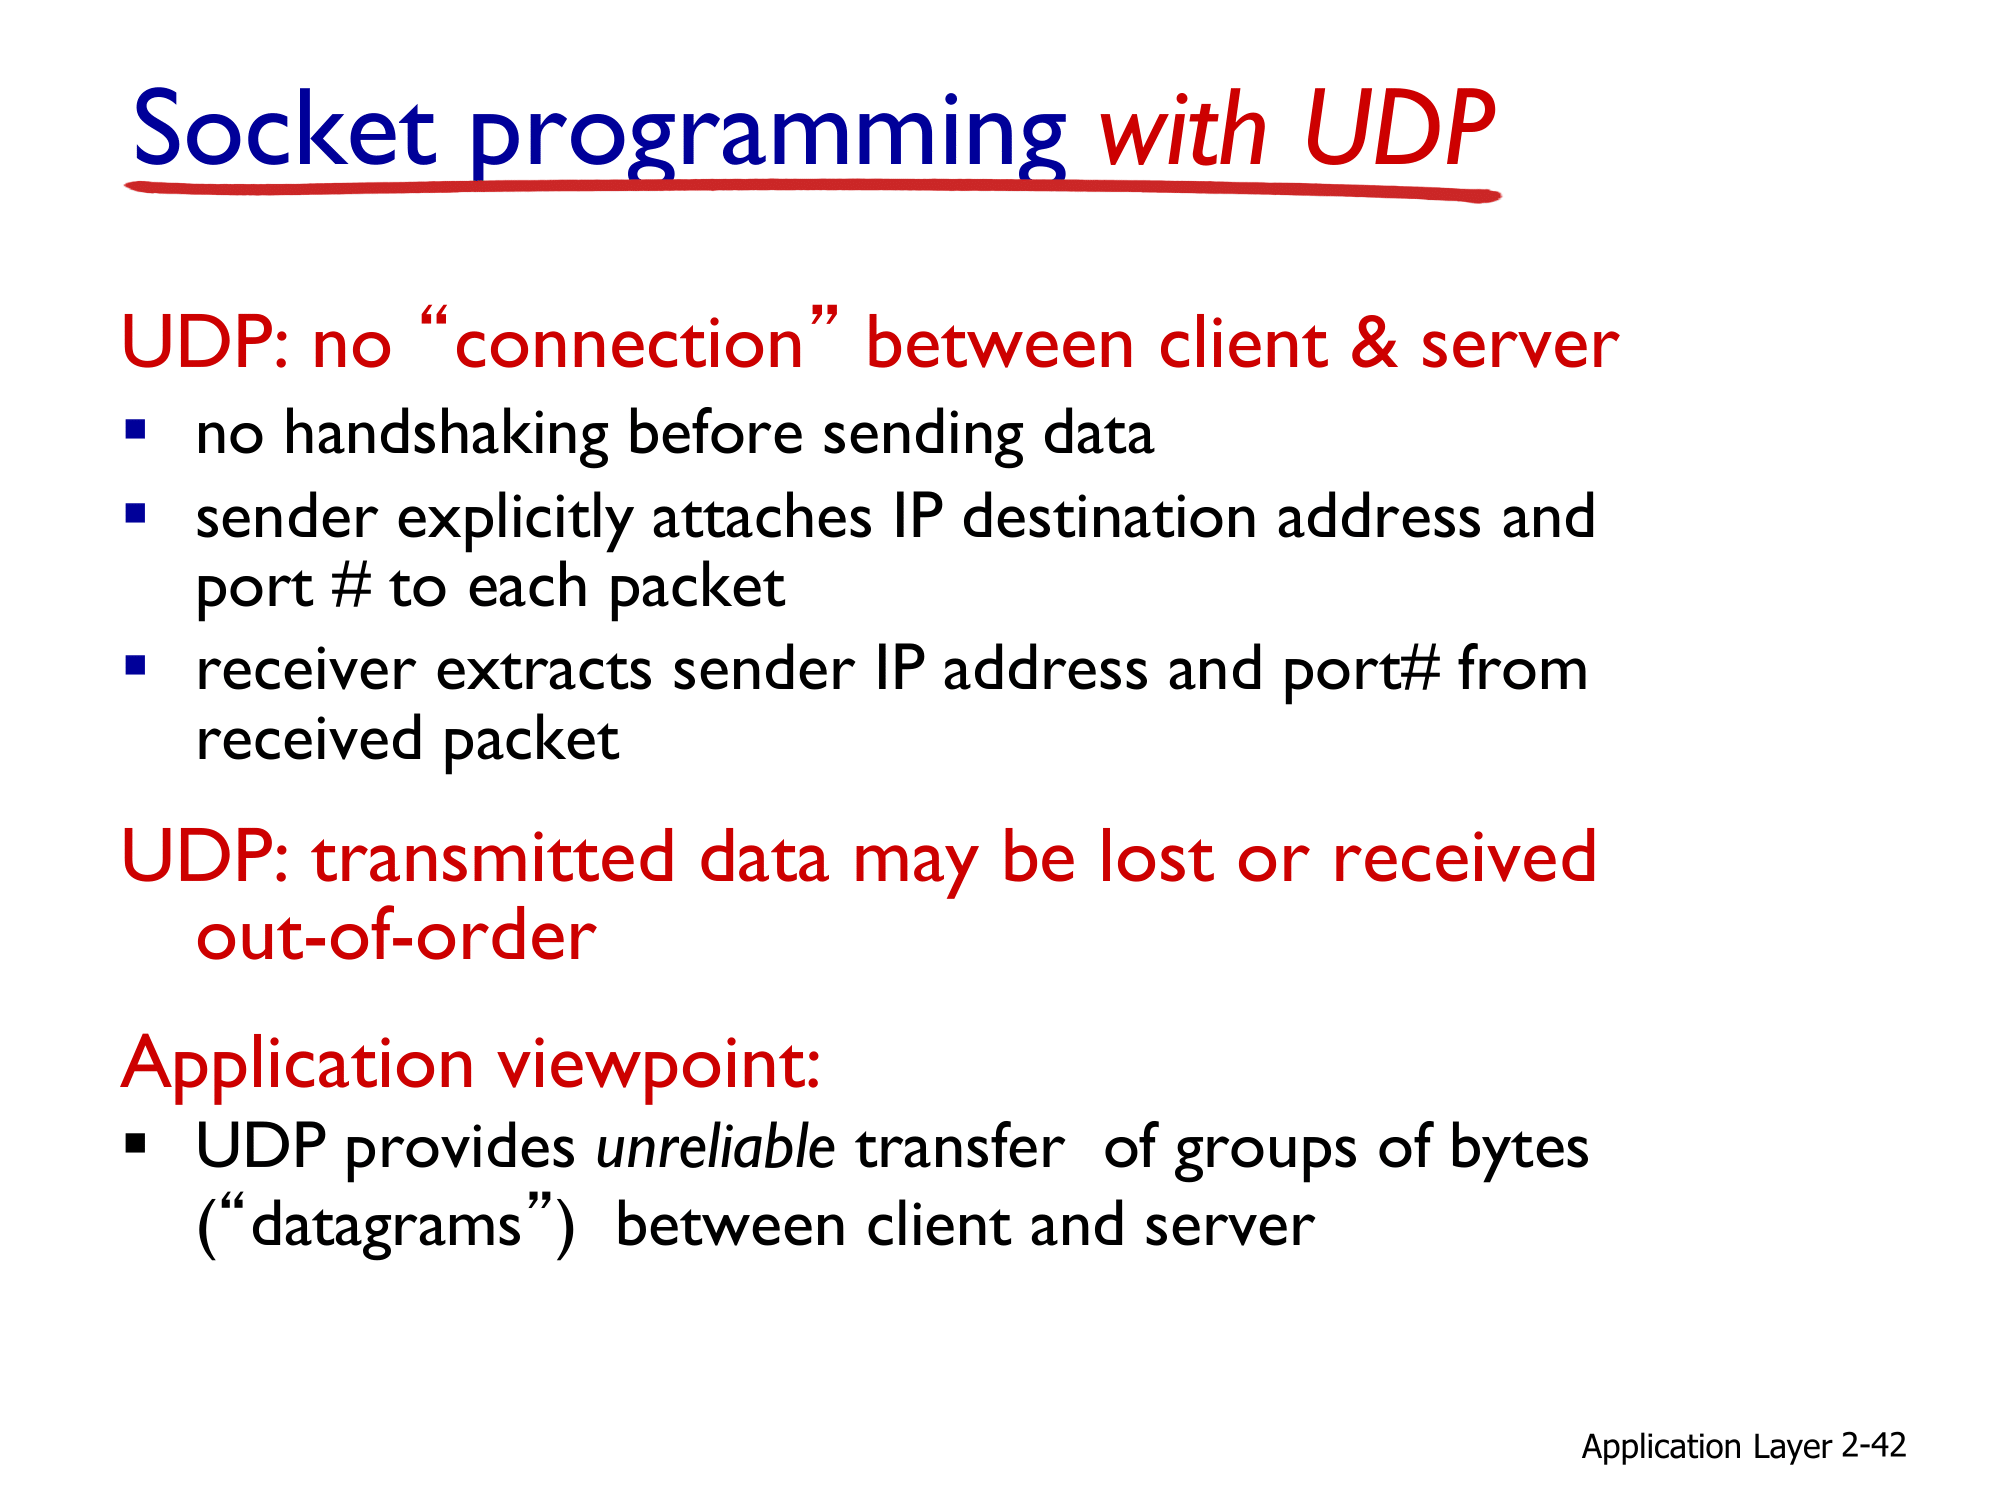 Socket programming with UDP
UDP: no “connection” between client & server
▪ no handshaking before sending data
▪ sender explicitly attaches IP destination address and
port # to each packet
▪ receiver extracts sender IP address and port# from
received packet
UDP: transmitted data may be lost or received
out-of-order
Application viewpoint:
▪ UDP provides unreliable transfer  of groups of bytes
(“datagrams”)  between client and server
Application Layer 2-42